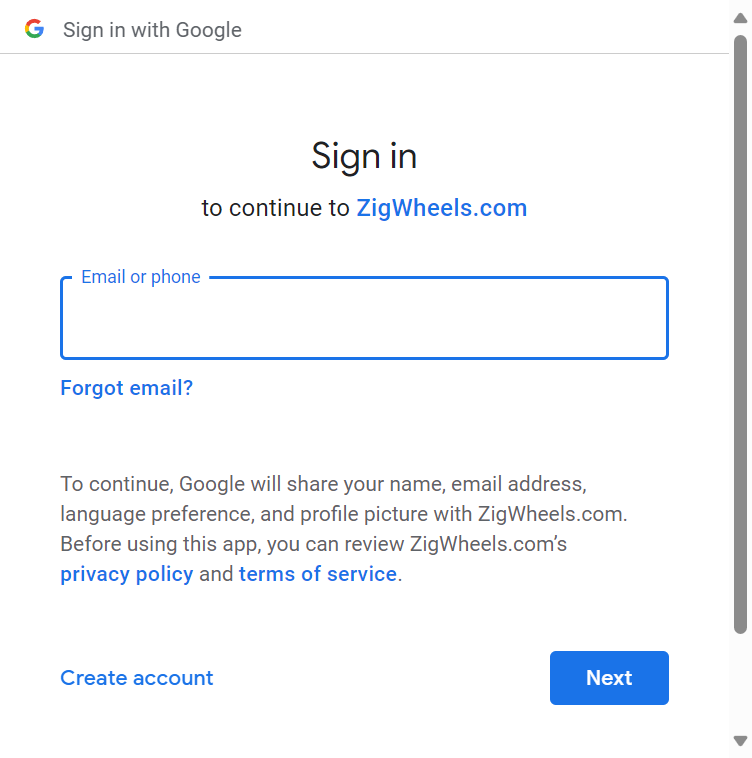 Sign in with Google
Sign in
to continue to ZigWheels.com
Email or phone
Forgot email?
To continue, Google will share your name, email address,
language preference, and profile picture with ZigWheels.com.
Before using this app, you can review ZigWheels.com’s
privacy policy and terms of service.
Create account
Next